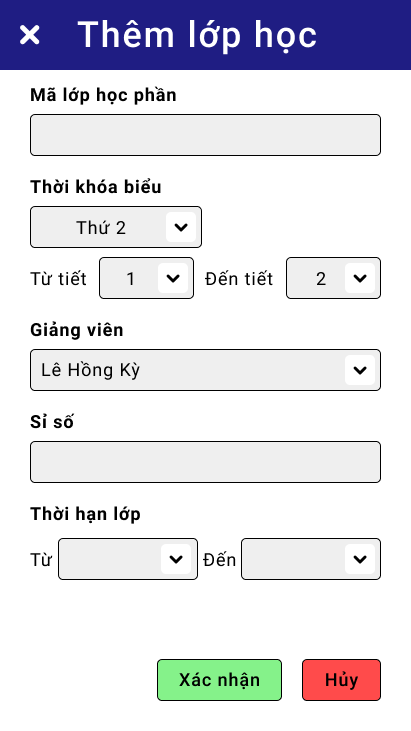 Thêm lớp học
Mã lớp học phần
Thời khóa biểu
Thứ 2
Từ tiết 1 Đến tiết 2
Giảng viên
Lê Hồng Kỳ
Sỉ số
Thời hạn lớp
Từ Đến
Xác nhận Hủy